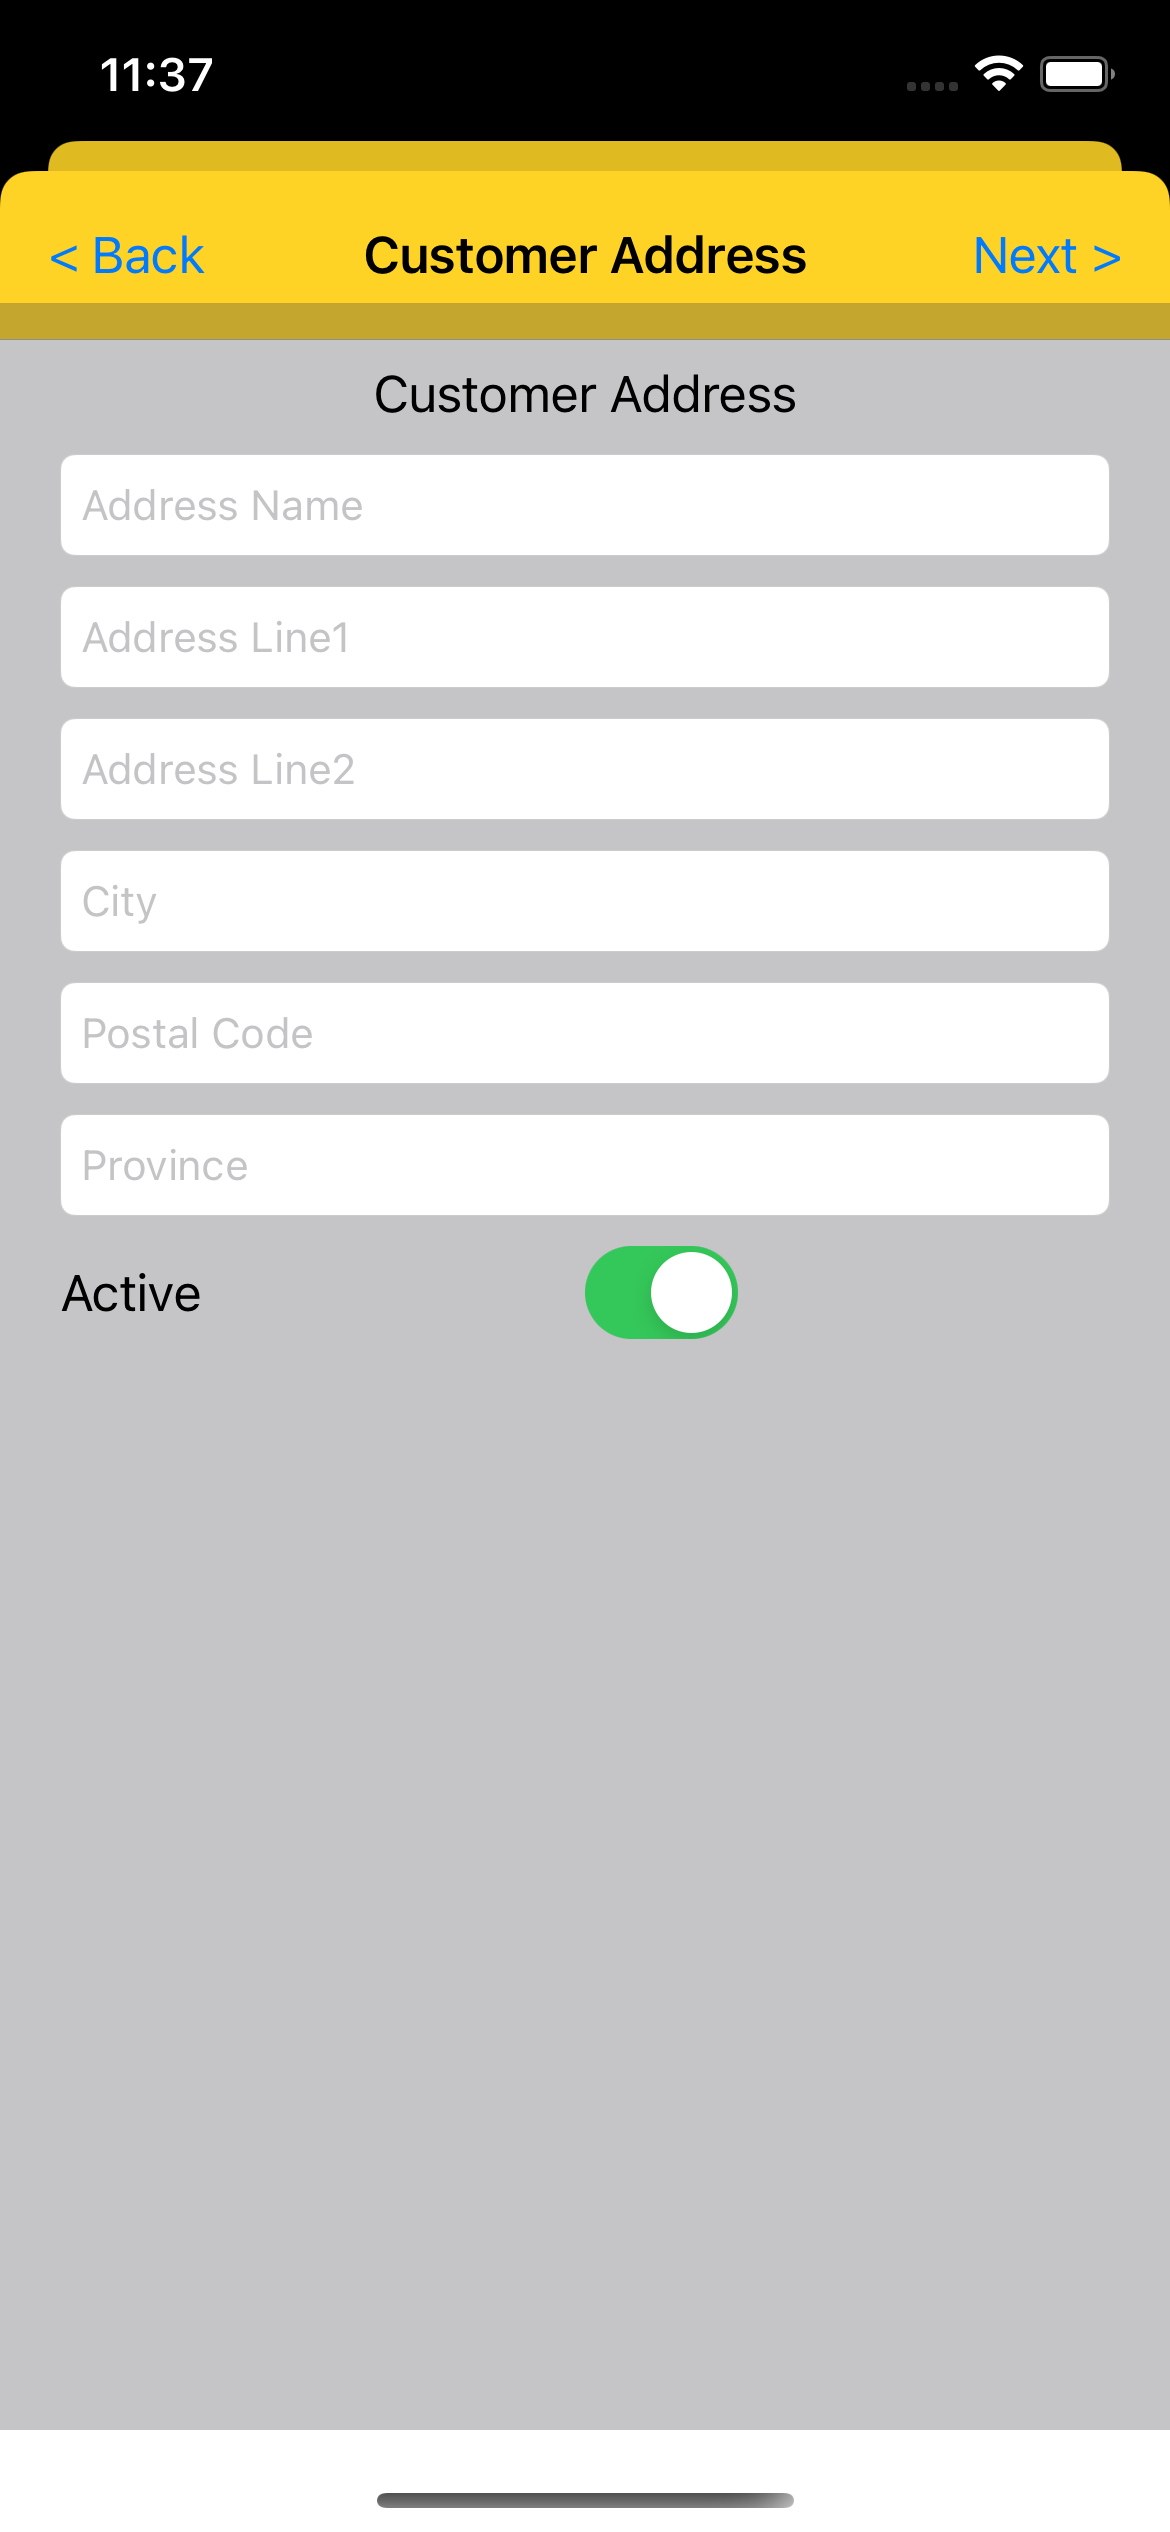 11:37
< Back Customer Address Next >
Customer Address
Address Name
Address Line1
Address Line2
City
Postal Code
Province
Active